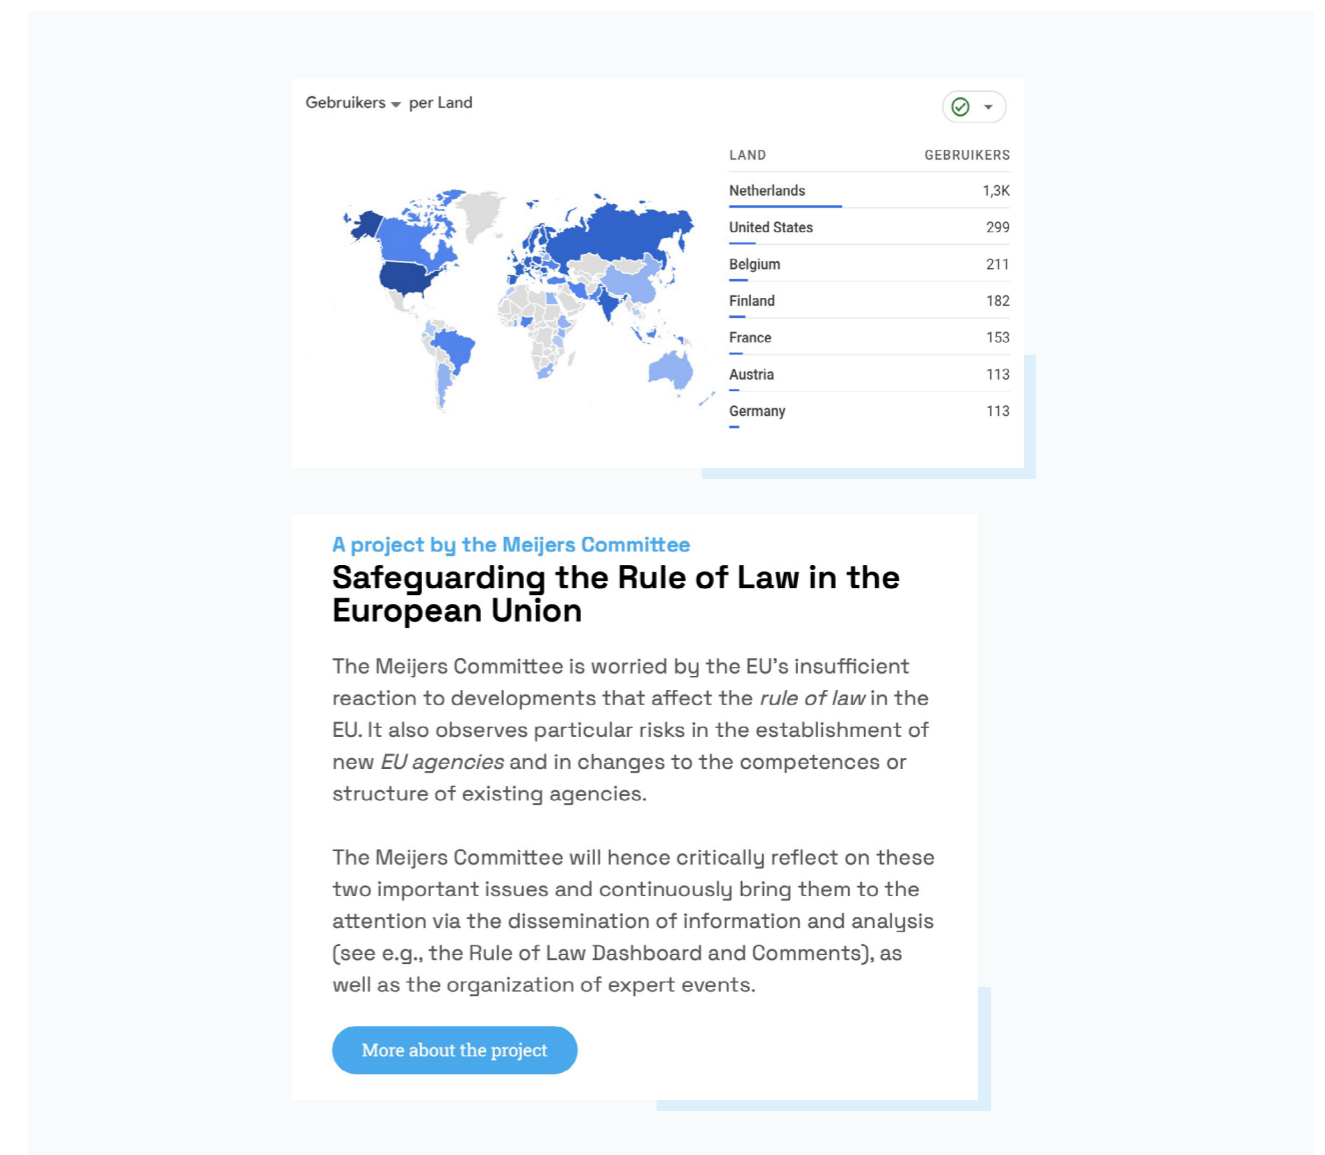 Gebruikers per Land
LAND GEBRUIKERS
Netherlands 1,3K
United States 299
Belgium 211
Finland 182
France 153
Austria 113
Germany 113
A project by the Meijers Committee
Safeguarding the Rule of Law in the
European Union
The Meijers Committee is worried by the EU's insufficient
reaction to developments that affect the rule of law in the
EU. It also observes particular risks in the establishment of
new EU agencies and in changes to the competences or
structure of existing agencies.
The Meijers Committee will hence critically reflect on these
two important issues and continuously bring them to the
attention via the dissemination of information and analysis
(see e.g., the Rule of Law Dashboard and Comments), as
well as the organization of expert events.
More about the project